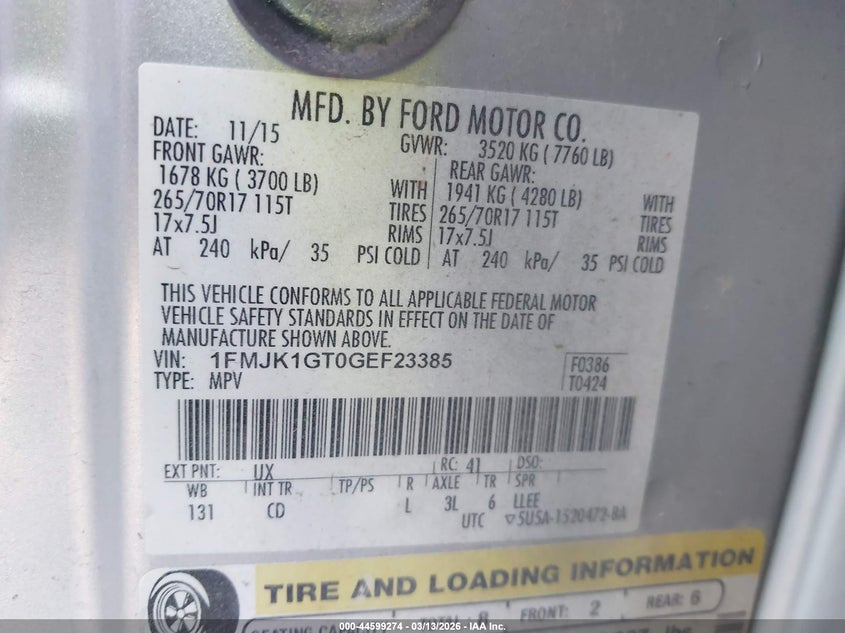 MFD. BY FORD MOTOR CO.
DATE: 11/15
GVWR: 3520 KG ( 7760 LB)
FRONT GAWR:
1678 KG ( 3700 LB)
WITH
265/70R17 115T
TIRES
17x7.5J
RIMS
AT 240 kPa/ 35 PSI COLD
REAR GAWR:
1941 KG ( 4280 LB)
WITH
265/70R17 115T
TIRES
17x7.5J
RIMS
AT 240 kPa/ 35 PSI COLD
THIS VEHICLE CONFORMS TO ALL APPLICABLE FEDERAL MOTOR
VEHICLE SAFETY STANDARDS IN EFFECT ON THE DATE OF
MANUFACTURE SHOWN ABOVE.
VIN: 1FMJK1GT0GEF23385
F0386
TYPE: MPV
T0424
EXT PNT: UX RC: 41 DSO:
WB INT TR TP/PS R AXLE TR SPR
131 CD L 3L 6 LLEE
UTC ▽5U5A-1520472-BA
TIRE AND LOADING INFORMATION
SEATING CAPACITY TOTAL: 8 FRONT: 2 REAR: 6
000-44599274 - 03/13/2026 - IAA Inc.